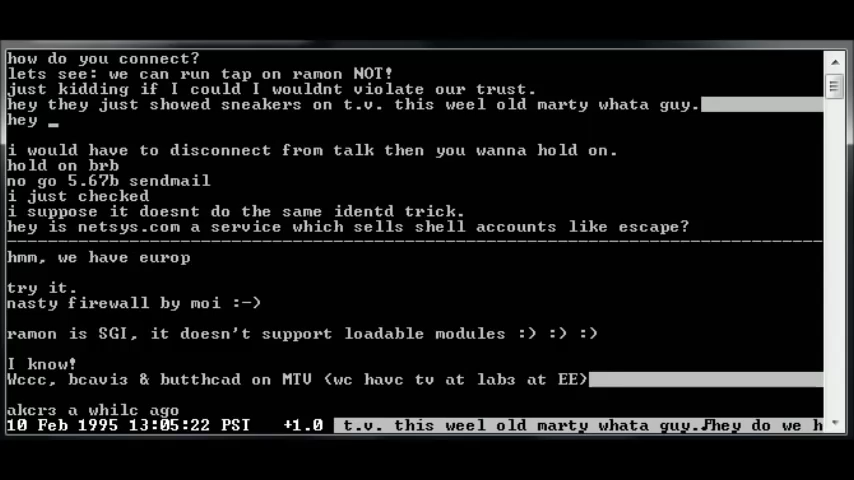 how do you connect?
lets see: we can run tap on ramon NOT!
just kidding if I could I wouldnt violate our trust.
hey they just showed sneakers on t.v. this weel old marty whata guy.
hey _
i would have to disconnect from talk then you wanna hold on.
hold on brb
no go 5.67b sendmail
i just checked
i suppose it doesnt do the same identd trick.
hey is netsys.com a service which sells shell accounts like escape?
hmm, we have europ
try it.
nasty firewall by moi :-)
ramon is SGI, it doesn't support loadable modules :) :) :)
I know!
Wccc, bcavi3 & butthcad on MTV (wc havc tv at lab3 at EE)
akcr3 a whilc ago
10 Feb 1995 13:05:22 PST +1.0 t.v. this weel old marty whata guy.♪hey do we h